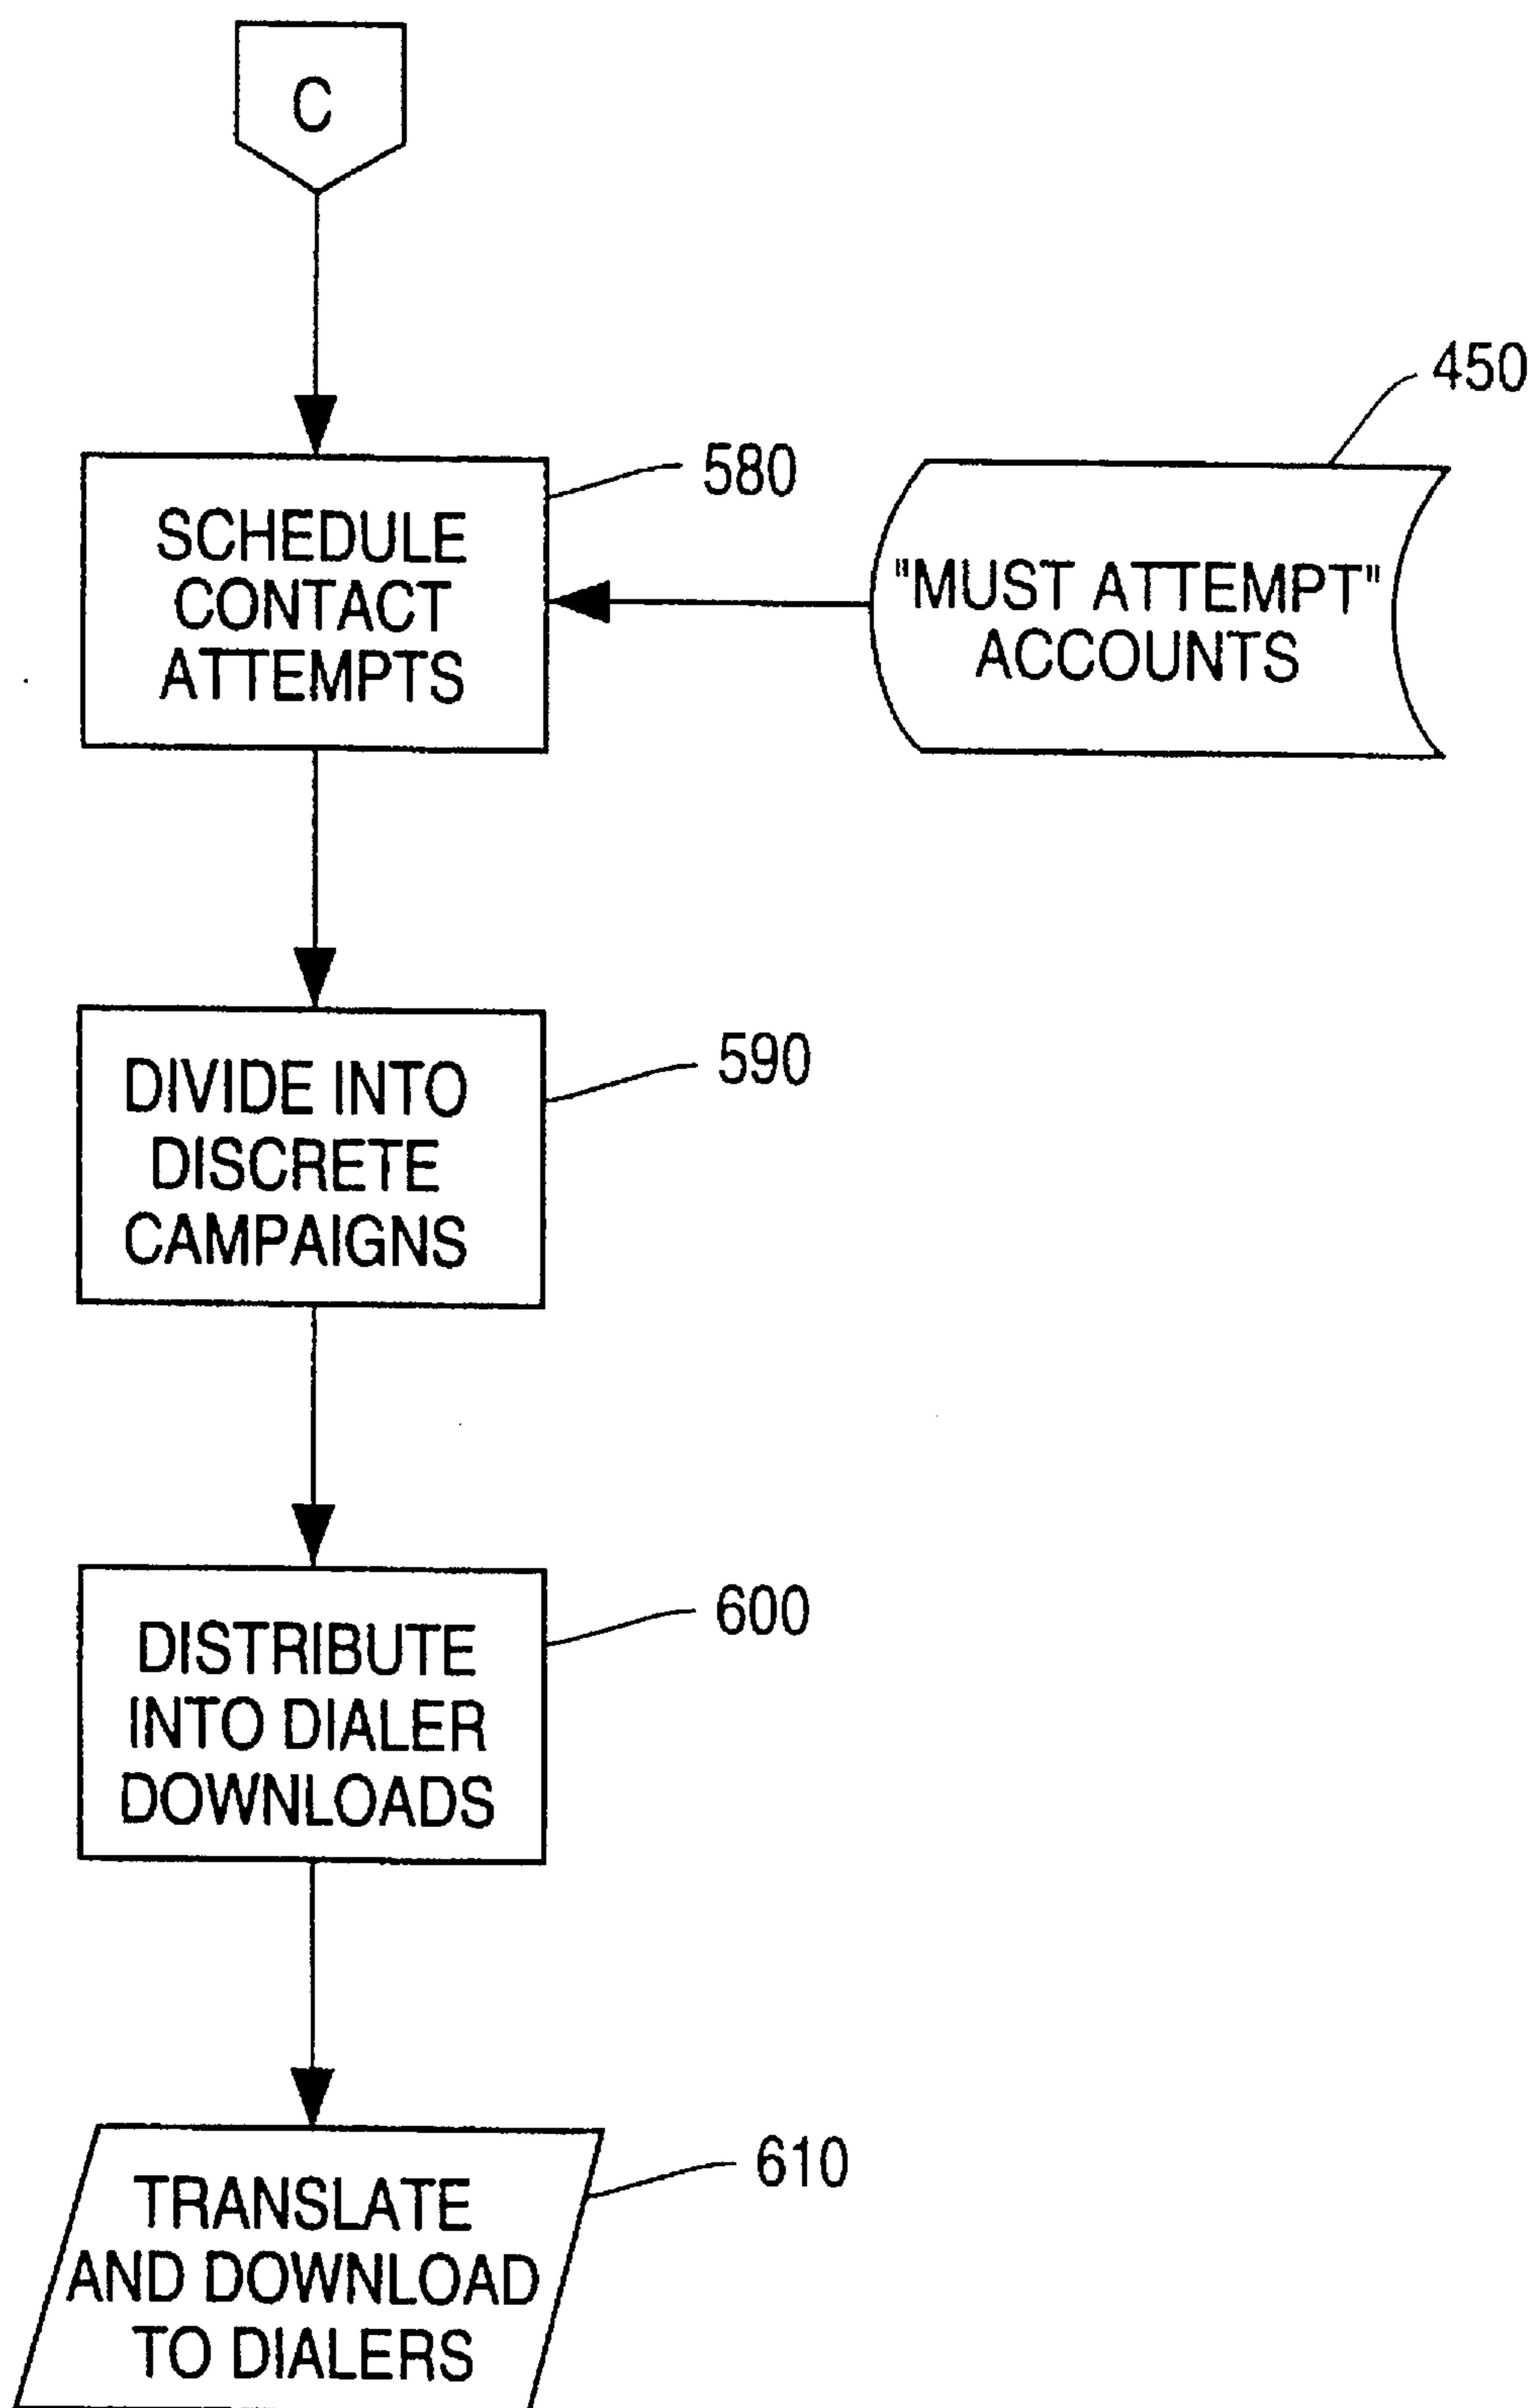 C
450
580
SCHEDULE
CONTACT
ATTEMPTS
"MUST ATTEMPT"
ACCOUNTS
590
DIVIDE INTO
DISCRETE
CAMPAIGNS
600
DISTRIBUTE
INTO DIALER
DOWNLOADS
610
TRANSLATE
AND DOWNLOAD
TO DIALERS